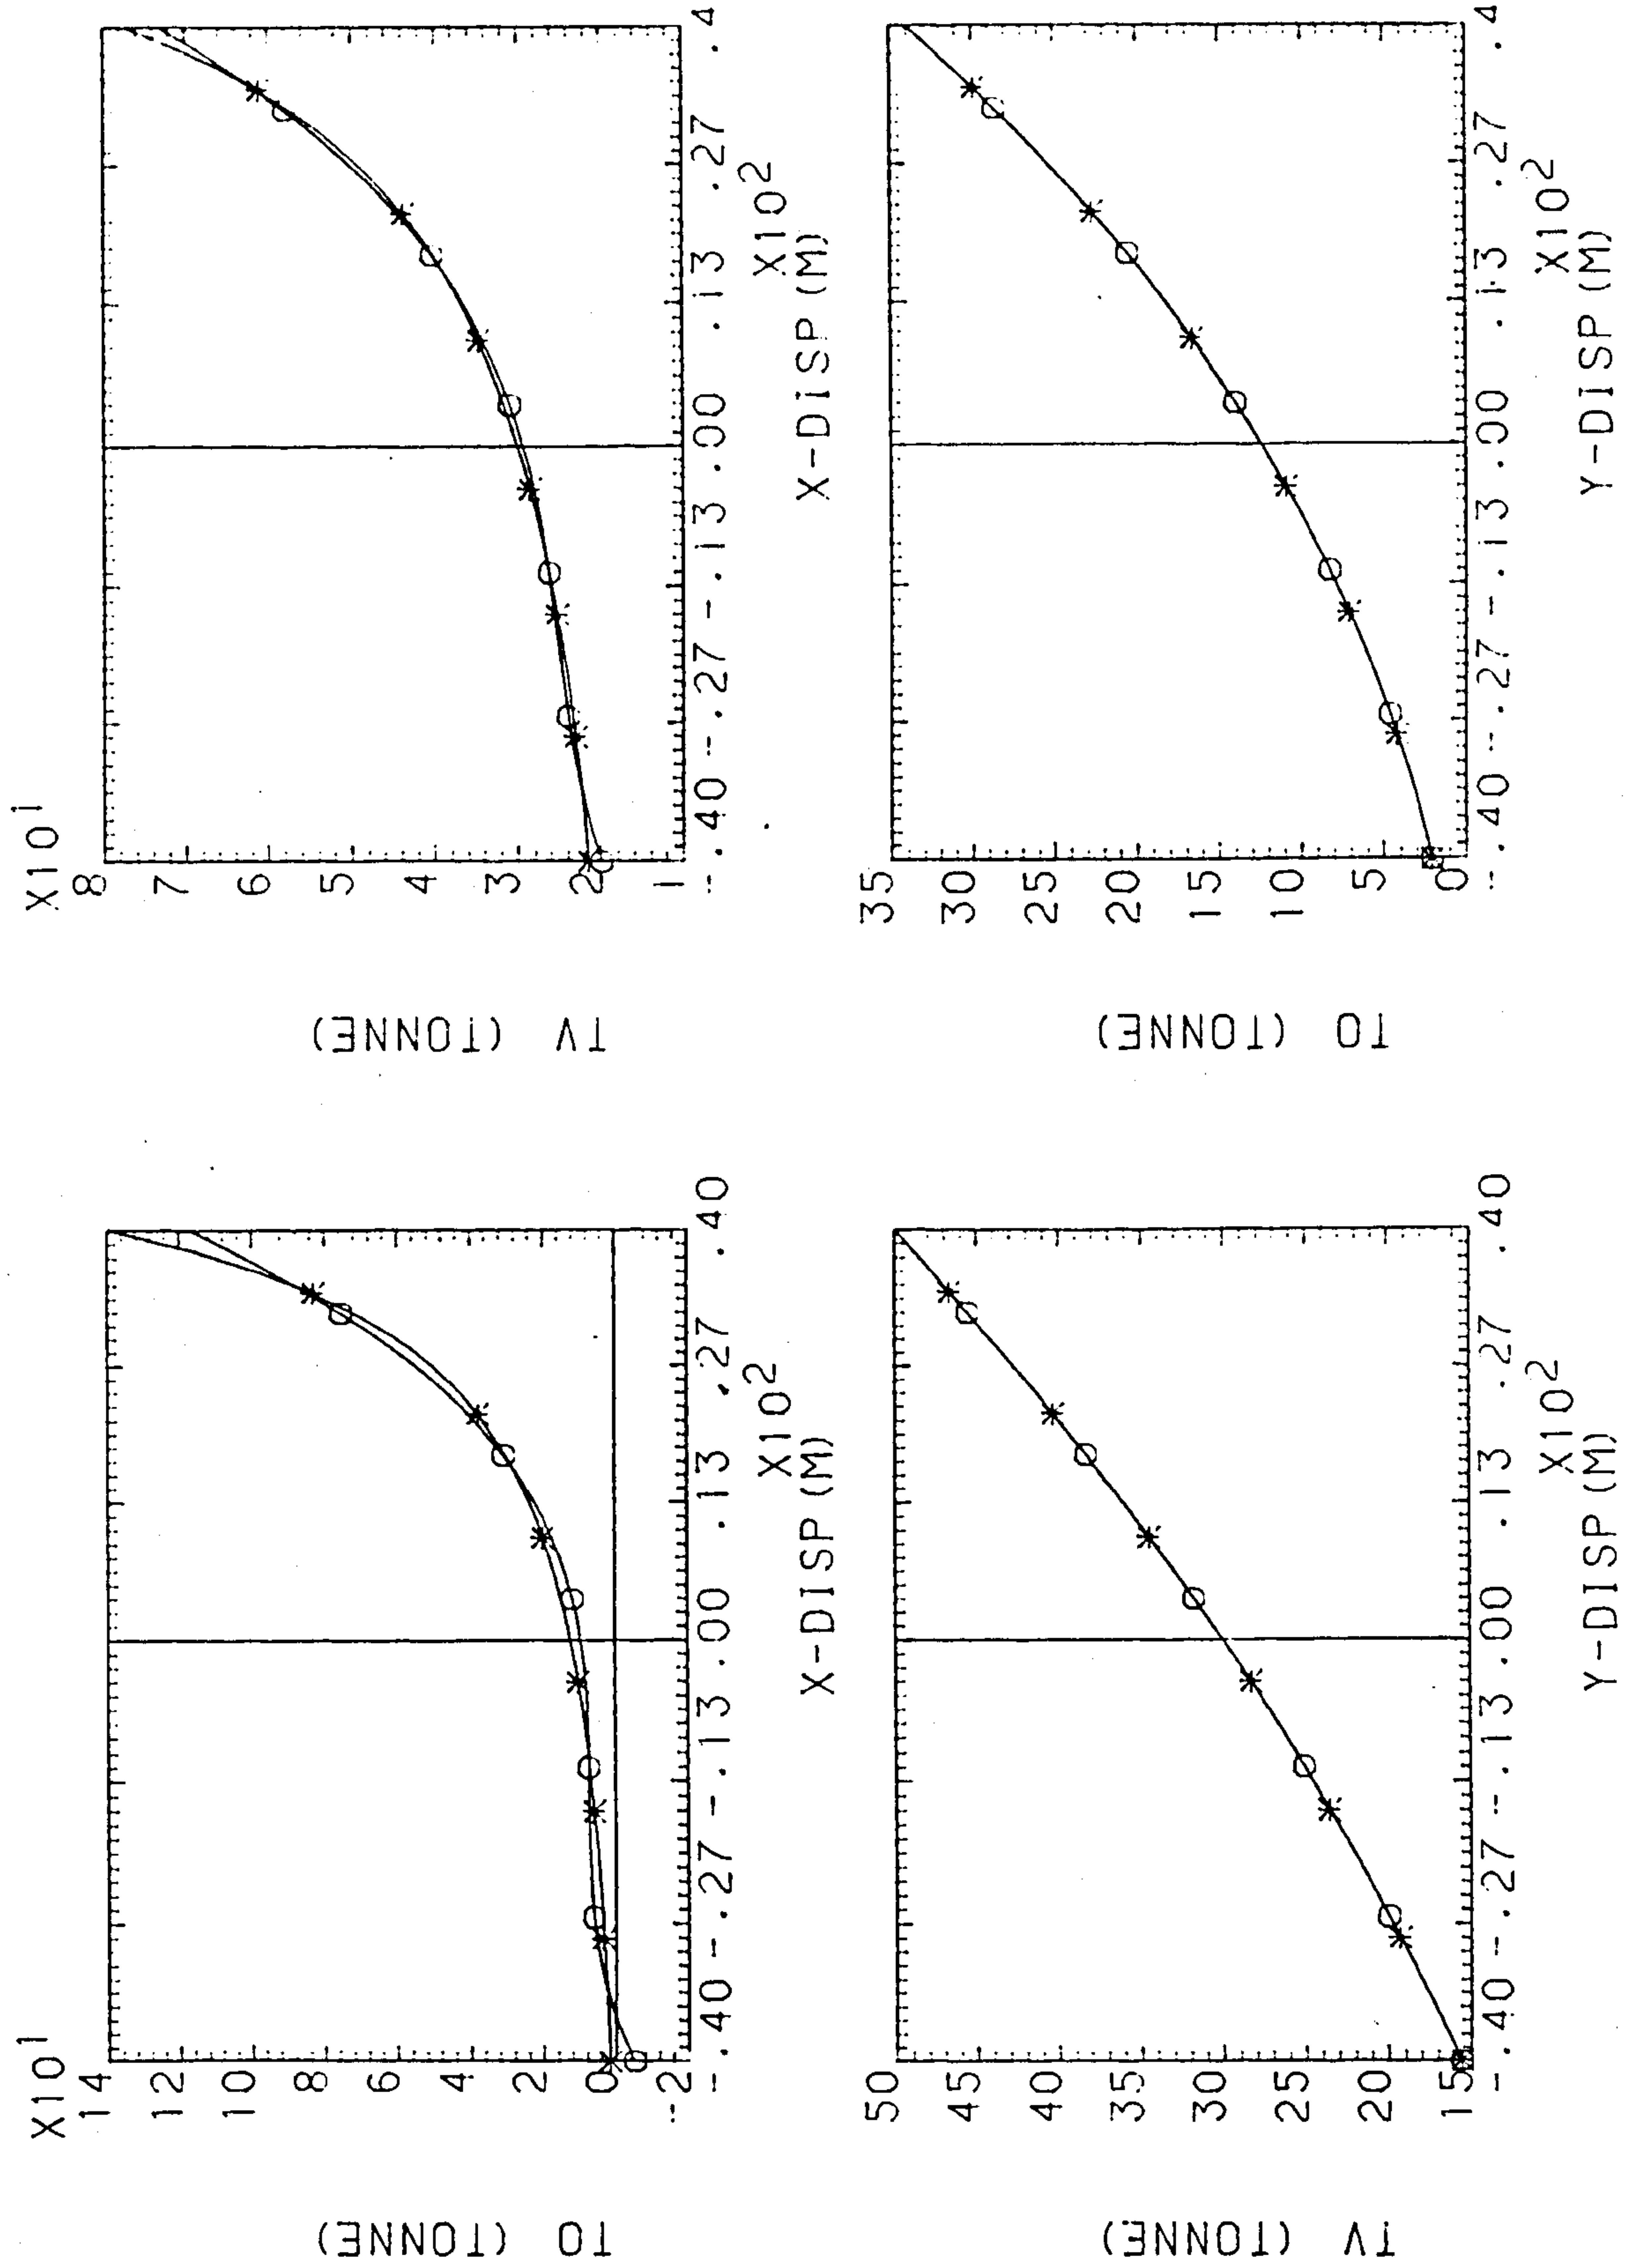 X10¹
14
12
10
8
6
4
2
0
-2
TO (TONNE)
-.40 -.27 -.13 .00 .13 .27 .40
X10²
X-DISP (M)
X10¹
8
7
6
5
4
3
2
1
TV (TONNE)
-.40 -.27 -.13 .00 .13 .27 .4
X10²
X-DISP (M)
50
45
40
35
30
25
20
15
TV (TONNE)
-.40 -.27 -.13 .00 .13 .27 .40
X10²
Y-DISP (M)
35
30
25
20
15
10
5
0
TO (TONNE)
-.40 -.27 -.13 .00 .13 .27 .4
X10²
Y-DISP (M)